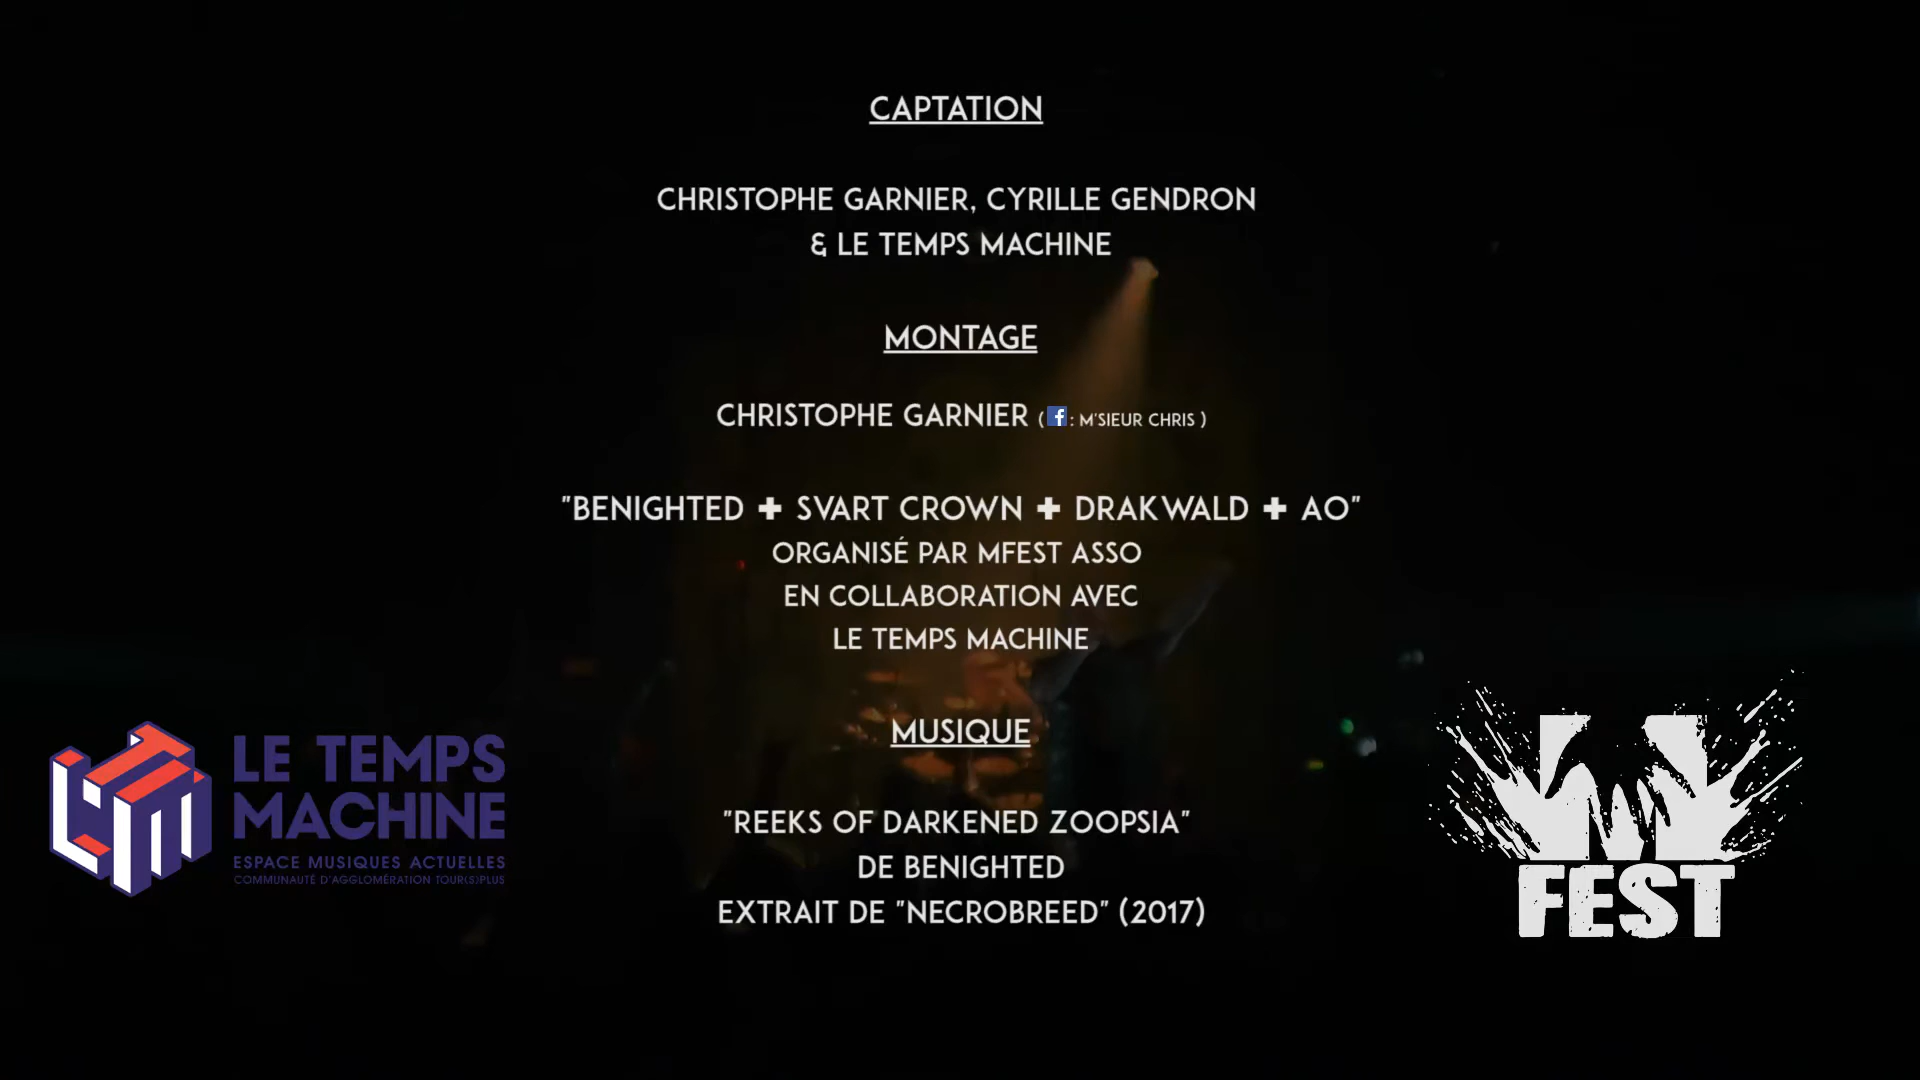 CAPTATION
CHRISTOPHE GARNIER, CYRILLE GENDRON
& LE TEMPS MACHINE
MONTAGE
CHRISTOPHE GARNIER ( f : M'SIEUR CHRIS )
"BENIGHTED + SVART CROWN + DRAKWALD + AO"
ORGANISÉ PAR MFEST ASSO
EN COLLABORATION AVEC
LE TEMPS MACHINE
MUSIQUE
"REEKS OF DARKENED ZOOPSIA"
DE BENIGHTED
EXTRAIT DE "NECROBREED" (2017)
LTM
LE TEMPS
MACHINE
ESPACE MUSIQUES ACTUELLES
COMMUNAUTÉ D'AGGLOMÉRATION TOUR(S)PLUS
M
FEST